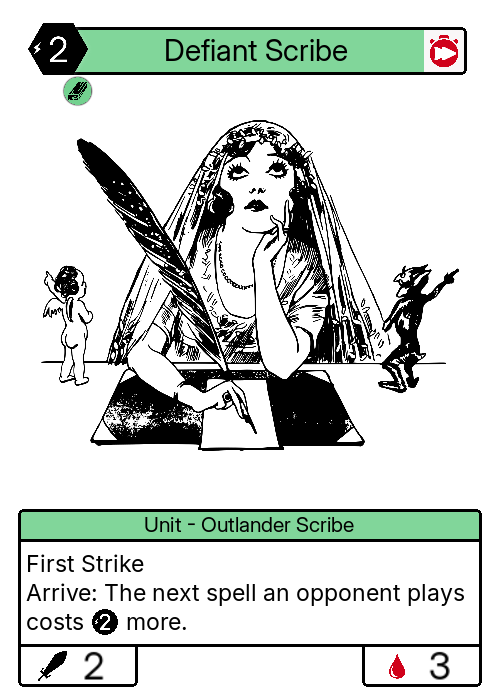 2 Defiant Scribe
Unit - Outlander Scribe
First Strike
Arrive: The next spell an opponent plays
costs 2 more.
2 3